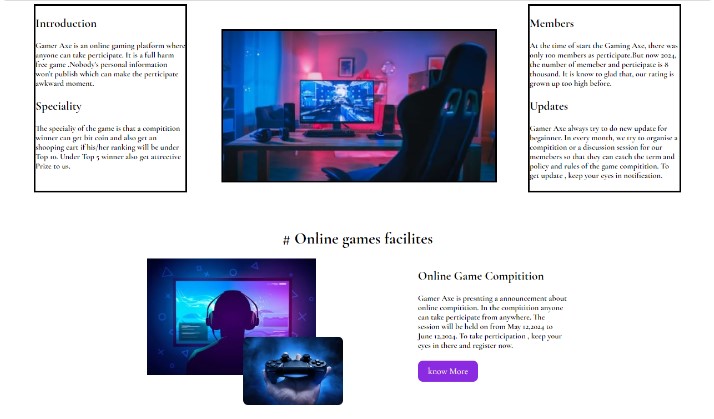 Introduction
Gamer Axe is an online gaming platform where
anyone can take perticipate. It is a full harm
free game .Nobody's personal information
won't publish which can make the perticipate
awkward moment.
Speciality
The specialty of the game is that a compitition
winner can get bit coin and also get an
shooping cart if his/her ranking will be under
Top 10. Under Top 5 winner also get attrective
Prize to us.
Members
At the time of start the Gaming Axe, there was
only 100 members as perticipate.But now 2024,
the number of memeber and perticipate is 8
thousand. It is know to glad that, our rating is
grown up too high before.
Updates
Gamer Axe always try to do new update for
begainner. In every month, we try to organise a
compitition or a discussion session for our
memebers so that they can catch the term and
policy and rules of the game compitition. To
get update , keep your eyes in notification.
# Online games facilites
Online Game Compitition
Gamer Axe is presnting a announcement about
online compitition. In the compitition anyone
can take perticipate from anywhere. The
session will be held on from May 12,2024 to
June 12,2024. To take perticipation , keep your
eyes in there and register now.
know More